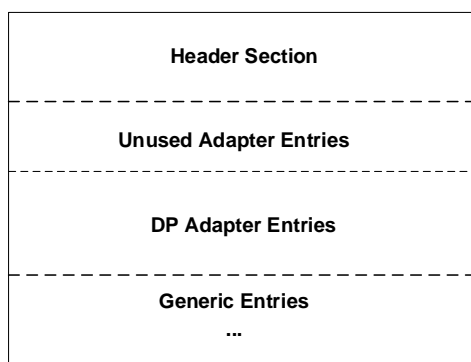 Header Section
Unused Adapter Entries
DP Adapter Entries
Generic Entries
...